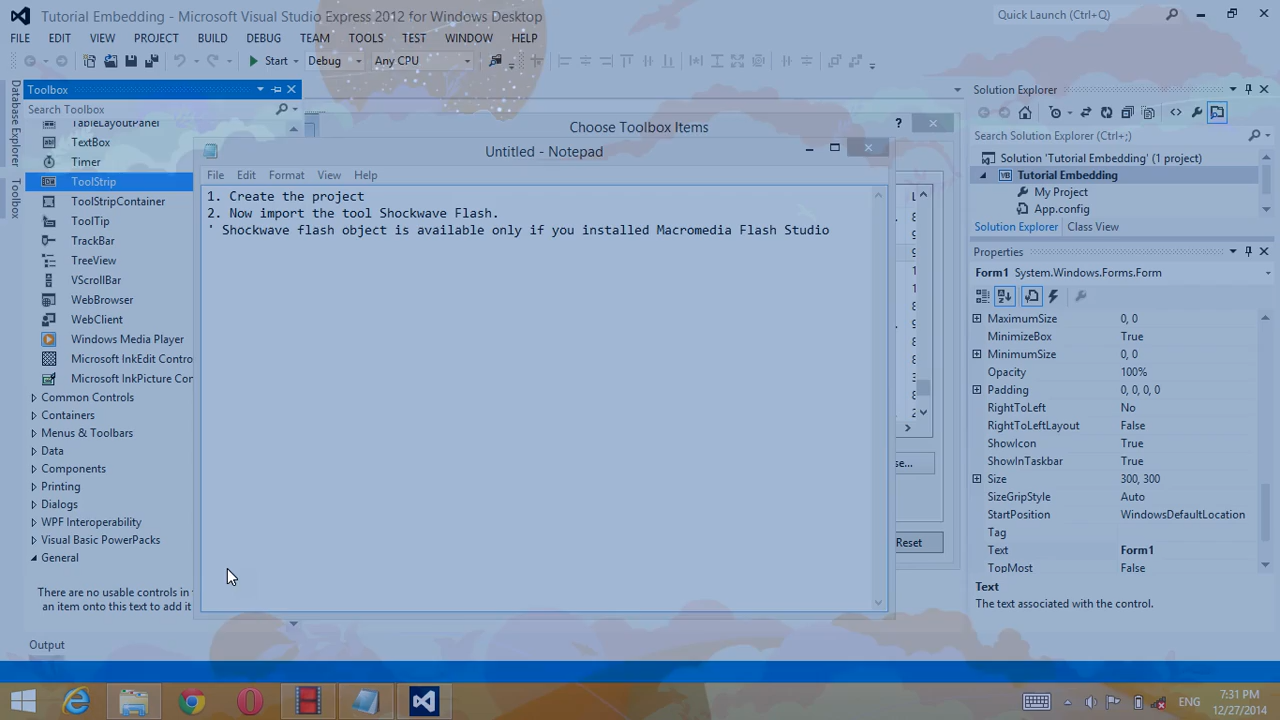 Tutorial Embedding - Microsoft Visual Studio Express 2012 for Windows Desktop
Quick Launch (Ctrl+Q)
FILE EDIT VIEW PROJECT BUILD DEBUG TEAM TOOLS TEST WINDOW HELP
Start Debug Any CPU
Database Explorer
Toolbox
Toolbox
Search Toolbox
TableLayoutPanel
TextBox
Timer
ToolStrip
ToolStripContainer
ToolTip
TrackBar
TreeView
VScrollBar
WebBrowser
WebClient
Windows Media Player
Microsoft InkEdit Contro
Microsoft InkPicture Cor
Common Controls
Containers
Menus & Toolbars
Data
Components
Printing
Dialogs
WPF Interoperability
Visual Basic PowerPacks
General
There are no usable controls in
an item onto this text to add it
Output
Choose Toolbox Items
?
se...
Reset
Untitled - Notepad
File Edit Format View Help
1. Create the project
2. Now import the tool Shockwave Flash.
' Shockwave flash object is available only if you installed Macromedia Flash Studio
Solution Explorer
Search Solution Explorer (Ctrl+;)
Solution 'Tutorial Embedding' (1 project)
VB Tutorial Embedding
My Project
App.config
Solution Explorer Class View
Properties
Form1 System.Windows.Forms.Form
MaximumSize 0, 0
MinimizeBox True
MinimumSize 0, 0
Opacity 100%
Padding 0, 0, 0, 0
RightToLeft No
RightToLeftLayout False
ShowIcon True
ShowInTaskbar True
Size 300, 300
SizeGripStyle Auto
StartPosition WindowsDefaultLocation
Tag
Text Form1
TopMost False
Text
The text associated with the control.
ENG
7:31 PM
12/27/2014